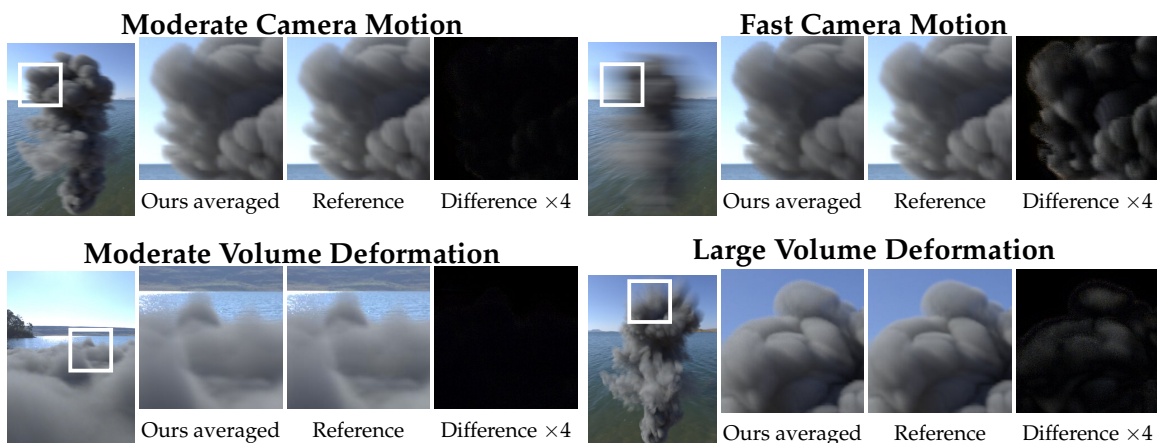 Moderate Camera Motion
Fast Camera Motion
Ours averaged Reference Difference ×4
Ours averaged Reference Difference ×4
Moderate Volume Deformation
Large Volume Deformation
Ours averaged Reference Difference ×4
Ours averaged Reference Difference ×4